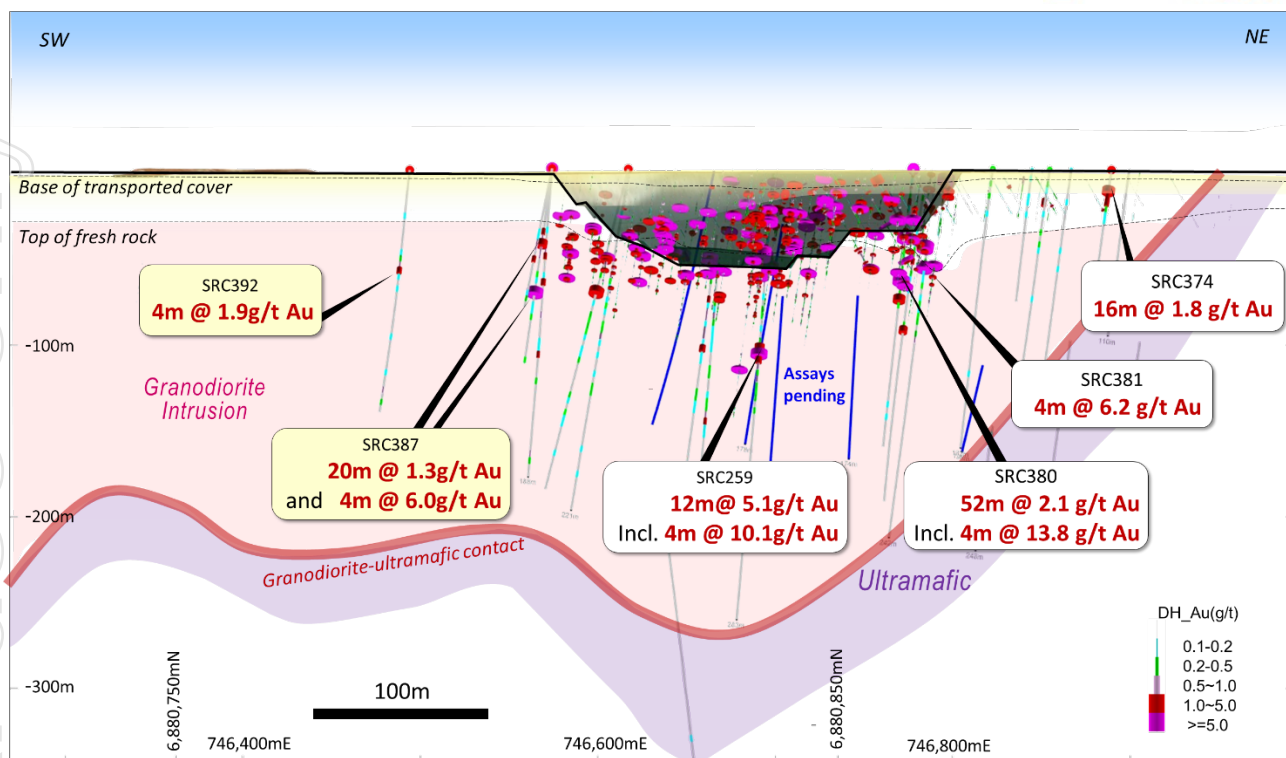 SW
NE
Base of transported cover
Top of fresh rock
SRC392
4m @ 1.9g/t Au
SRC374
16m @ 1.8 g/t Au
-100m
Granodiorite
Intrusion
Assays
pending
SRC381
4m @ 6.2 g/t Au
SRC387
20m @ 1.3g/t Au
and 4m @ 6.0g/t Au
SRC259
12m@ 5.1g/t Au
Incl. 4m @ 10.1g/t Au
SRC380
52m @ 2.1 g/t Au
Incl. 4m @ 13.8 g/t Au
221m
-200m
Granodiorite-ultramafic contact
Ultramafic
DH_Au(g/t)
0.1-0.2
0.2-0.5
0.5~1.0
1.0~5.0
>=5.0
-300m
100m
6,880,750mN
6,880,850mN
746,400mE
746,600mE
746,800mE